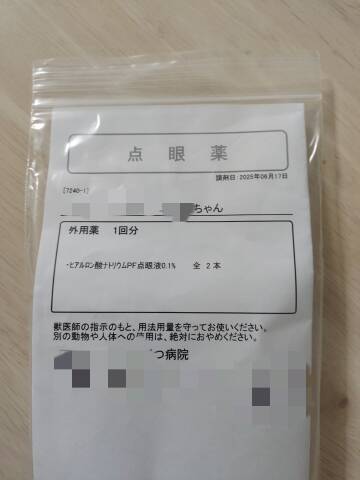 点眼薬
調剤日:2025年06月17日
[7240-1]
ちゃん
外用薬 1回分
・ヒアルロン酸ナトリウムPF点眼液0.1% 全 2 本
獣医師の指示のもと、用法用量を守ってお使いください。
別の動物や人体への使用は、絶対におやめください。
つ病院